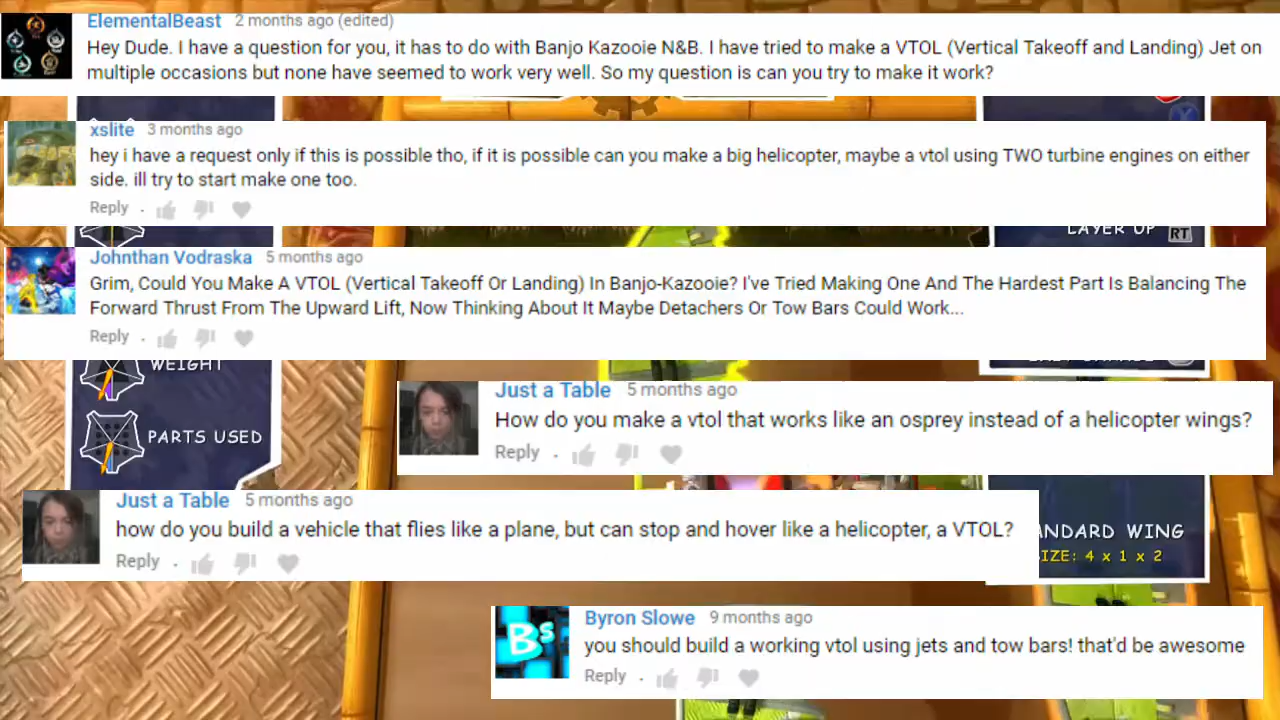 ElementalBeast 2 months ago (edited)
Hey Dude. I have a question for you, it has to do with Banjo Kazooie N&B. I have tried to make a VTOL (Vertical Takeoff and Landing) Jet on
multiple occasions but none have seemed to work very well. So my question is can you try to make it work?
xslite 3 months ago
hey i have a request only if this is possible tho, if it is possible can you make a big helicopter, maybe a vtol using TWO turbine engines on either
side. ill try to start make one too.
Reply
LAYER UP RT
Johnthan Vodraska 5 months ago
Grim, Could You Make A VTOL (Vertical Takeoff Or Landing) In Banjo-Kazooie? I've Tried Making One And The Hardest Part Is Balancing The
Forward Thrust From The Upward Lift, Now Thinking About It Maybe Detachers Or Tow Bars Could Work...
Reply
WEIGHT
Just a Table 5 months ago
How do you make a vtol that works like an osprey instead of a helicopter wings?
Reply
PARTS USED
Just a Table 5 months ago
how do you build a vehicle that flies like a plane, but can stop and hover like a helicopter, a VTOL?
Reply
ANDARD WING
SIZE: 4 x 1 x 2
Byron Slowe 9 months ago
you should build a working vtol using jets and tow bars! that'd be awesome
Reply
Bs